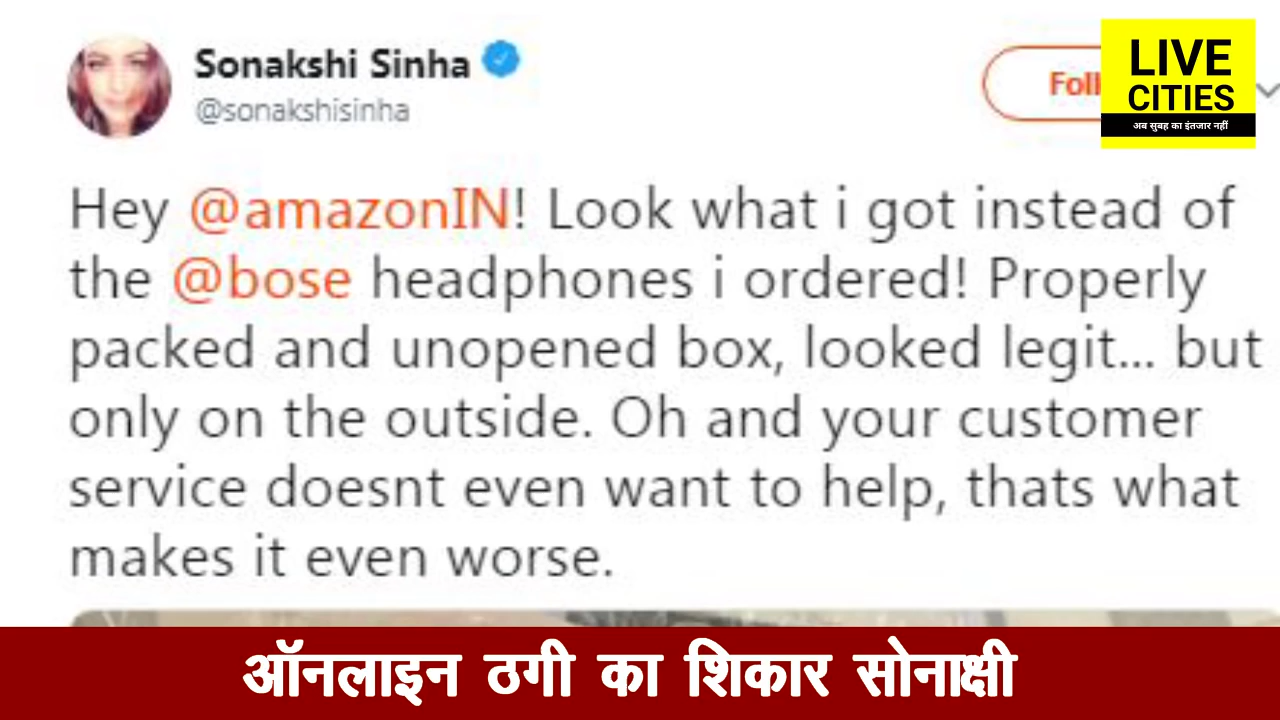 Sonakshi Sinha
@sonakshisinha
LIVE
CITIES
अब सुबह का इंतजार नहीं
Hey @amazonIN! Look what i got instead of
the @bose headphones i ordered! Properly
packed and unopened box, looked legit... but
only on the outside. Oh and your customer
service doesnt even want to help, thats what
makes it even worse.
ऑनलाइन ठगी का शिकार सोनाक्षी